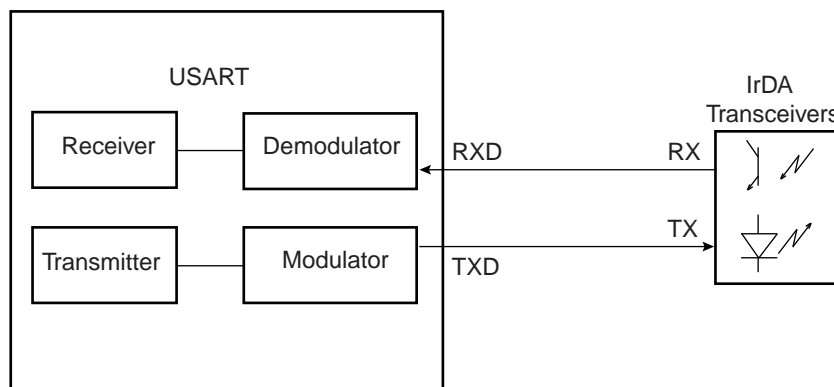 USART
IrDA
Transceivers
Receiver
Demodulator
RXD
RX
Transmitter
Modulator
TXD
TX